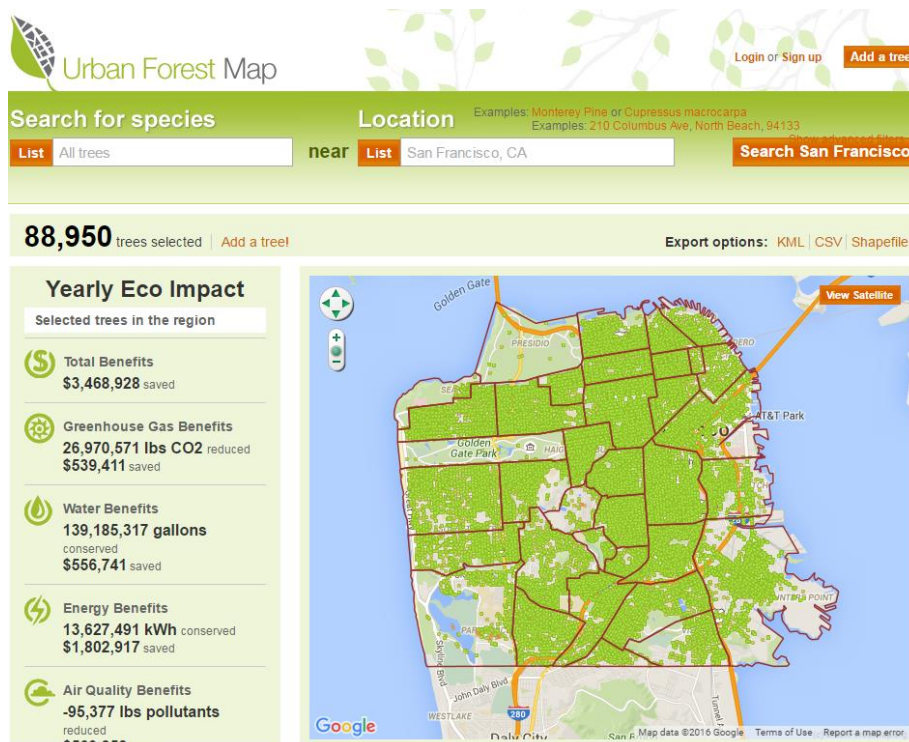 Urban Forest Map
Login or Sign up
Add a tree
Search for species
Location
Examples: Monterey Pine or Cupressus macrocarpa
Examples: 210 Columbus Ave, North Beach, 94133
Show advanced filters
List All trees
near
List San Francisco, CA
Search San Francisco
88,950 trees selected | Add a tree!
Export options: KML | CSV | Shapefile
Yearly Eco Impact
Selected trees in the region
Total Benefits
$3,468,928 saved
Greenhouse Gas Benefits
26,970,571 lbs CO2 reduced
$539,411 saved
Water Benefits
139,185,317 gallons
conserved
$556,741 saved
Energy Benefits
13,627,491 kWh conserved
$1,802,917 saved
Air Quality Benefits
-95,377 lbs pollutants
reduced
View Satellite
Golden Gate
PRESIDIO
AT&T Park
Golden
Gate Park
HAIG
Skyline Blvd
John Daly Blvd
WESTLAKE
280
Daly City
Google
Map data ©2016 Google
Terms of Use
Report a map error